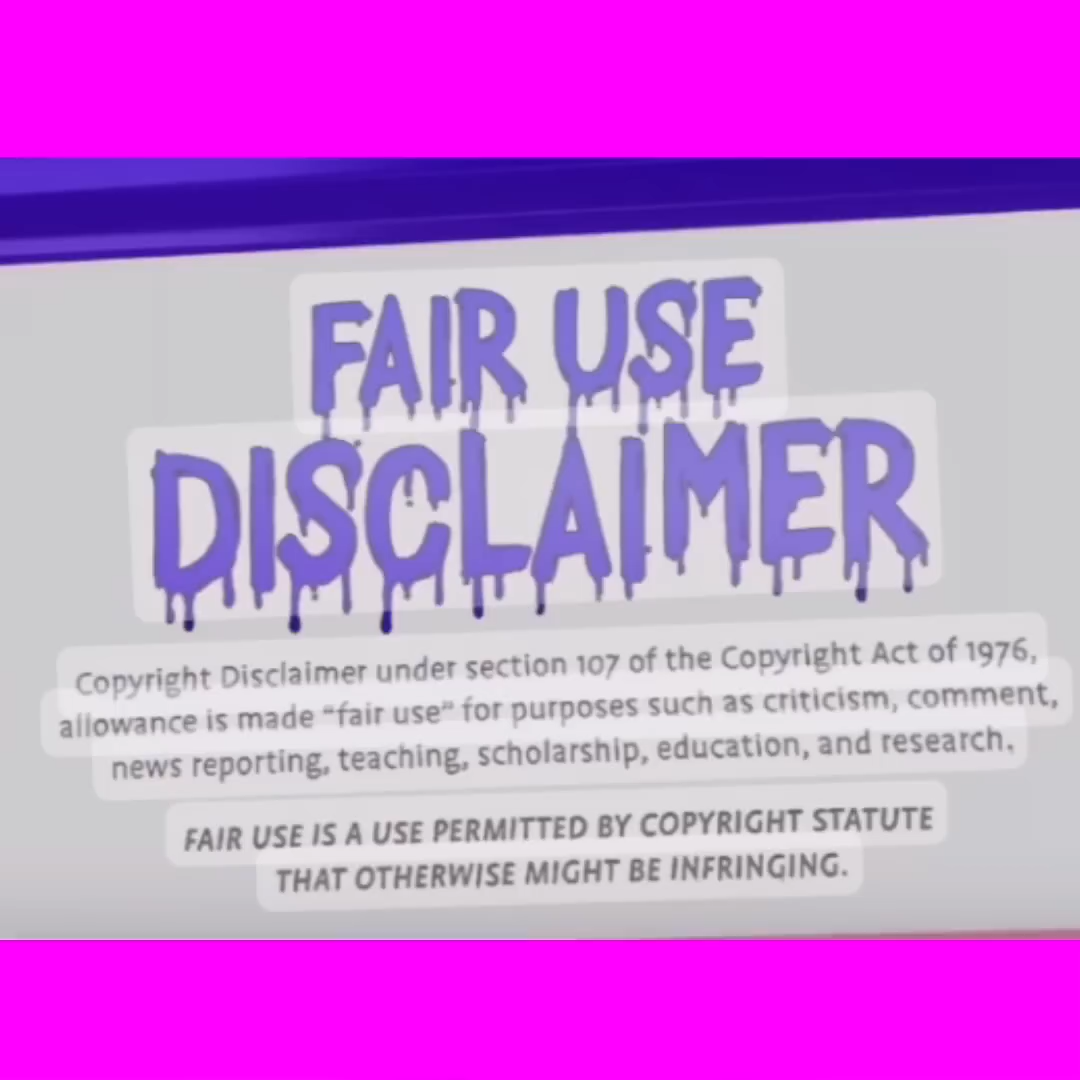 FAIR USE
DISCLAIMER
Copyright Disclaimer under section 107 of the Copyright Act of 1976,
allowance is made “fair use” for purposes such as criticism, comment,
news reporting, teaching, scholarship, education, and research.
FAIR USE IS A USE PERMITTED BY COPYRIGHT STATUTE
THAT OTHERWISE MIGHT BE INFRINGING.